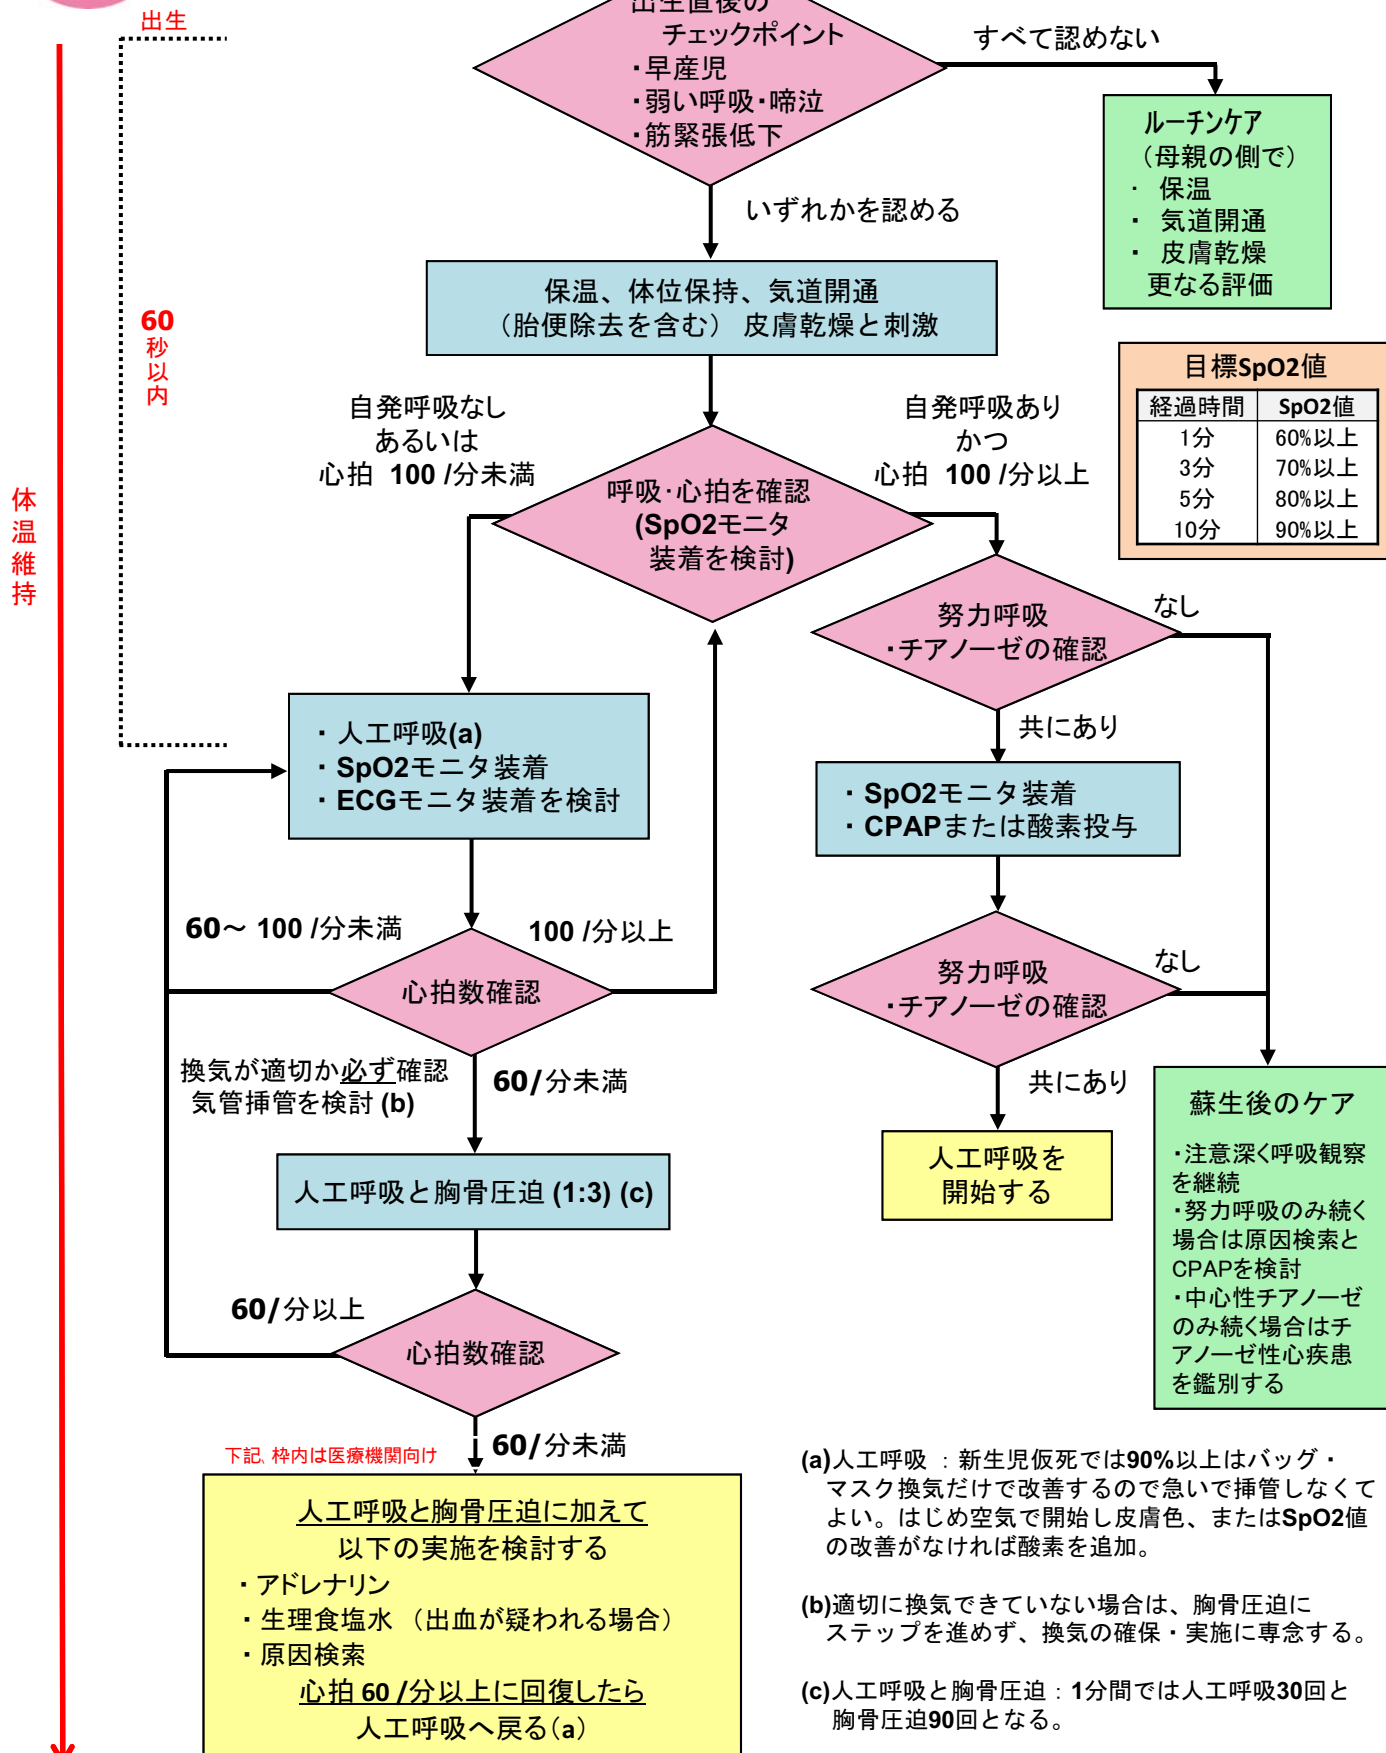 出生
出生直後の
チェックポイント
・早産児
・弱い呼吸・啼泣
・筋緊張低下
すべて認めない
ルーチンケア
（母親の側で）
・ 保温
・ 気道開通
・ 皮膚乾燥
更なる評価
いずれかを認める
保温、体位保持、気道開通
（胎便除去を含む） 皮膚乾燥と刺激
60
秒以内
体温維持
目標SpO2値
経過時間 SpO2値
1分 60%以上
3分 70%以上
5分 80%以上
10分 90%以上
自発呼吸なし
あるいは
心拍 100 /分未満
自発呼吸あり
かつ
心拍 100 /分以上
呼吸・心拍を確認
(SpO2モニタ
装着を検討)
努力呼吸
・チアノーゼの確認
なし
共にあり
・人工呼吸(a)
・SpO2モニタ装着
・ECGモニタ装着を検討
・SpO2モニタ装着
・CPAPまたは酸素投与
60～ 100 /分未満
100 /分以上
心拍数確認
努力呼吸
・チアノーゼの確認
なし
共にあり
換気が適切か必ず確認
気管挿管を検討 (b)
60/分未満
人工呼吸を
開始する
蘇生後のケア
・注意深く呼吸観察
を継続
・努力呼吸のみ続く
場合は原因検索と
CPAPを検討
・中心性チアノーゼ
のみ続く場合はチ
アノーゼ性心疾患
を鑑別する
人工呼吸と胸骨圧迫 (1:3) (c)
60/分以上
心拍数確認
60/分未満
下記、枠内は医療機関向け
人工呼吸と胸骨圧迫に加えて
以下の実施を検討する
・アドレナリン
・生理食塩水 （出血が疑われる場合）
・原因検索
心拍 60 /分以上に回復したら
人工呼吸へ戻る（a）
(a)人工呼吸 ：新生児仮死では90%以上はバッグ・
マスク換気だけで改善するので急いで挿管しなくて
よい。はじめ空気で開始し皮膚色、またはSpO2値
の改善がなければ酸素を追加。
(b)適切に換気できていない場合は、胸骨圧迫に
ステップを進めず、換気の確保・実施に専念する。
(c)人工呼吸と胸骨圧迫：1分間では人工呼吸30回と
胸骨圧迫90回となる。